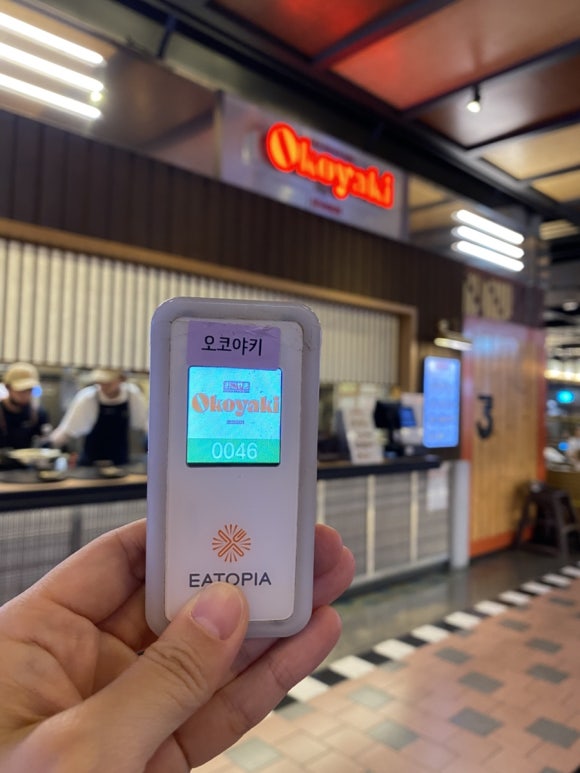 Okoyaki
오코야키
Okoyaki
0046
EATOPIA
3